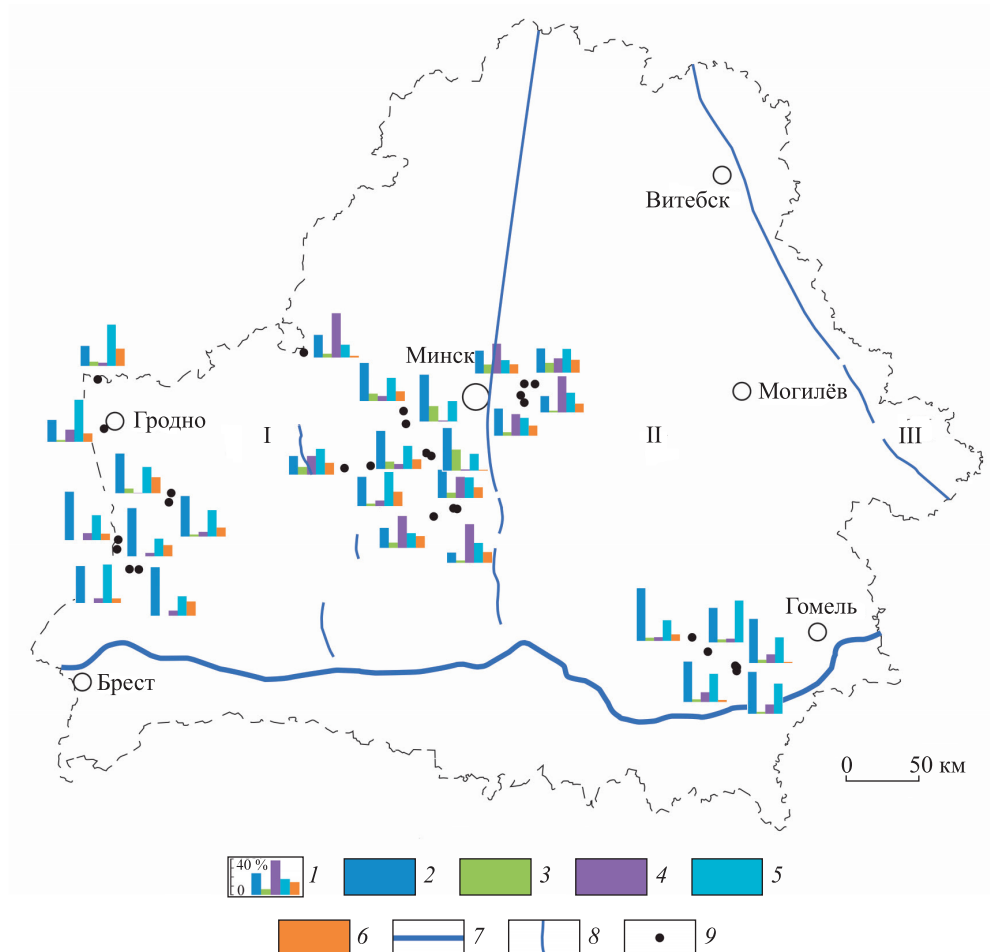 Витебск
Минск
Могилёв
Гродно
I
II
III
Гомель
Брест
0 50 км
40 %
0
1 2 3 4 5
6 7 8 9